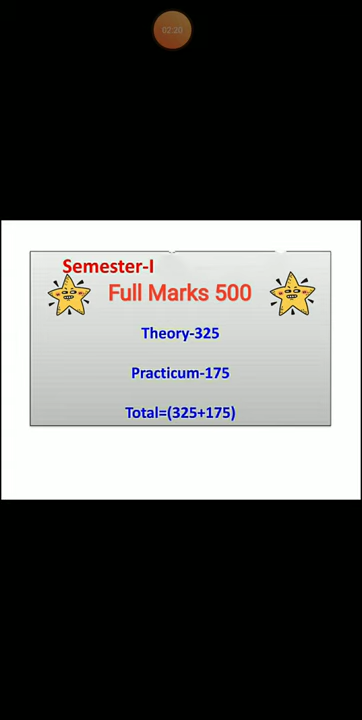 02:20
Semester-I
Full Marks 500
Theory-325
Practicum-175
Total=(325+175)